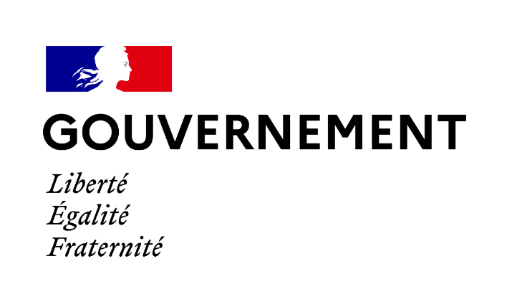 GOUVERNEMENT
Liberté
Égalité
Fraternité